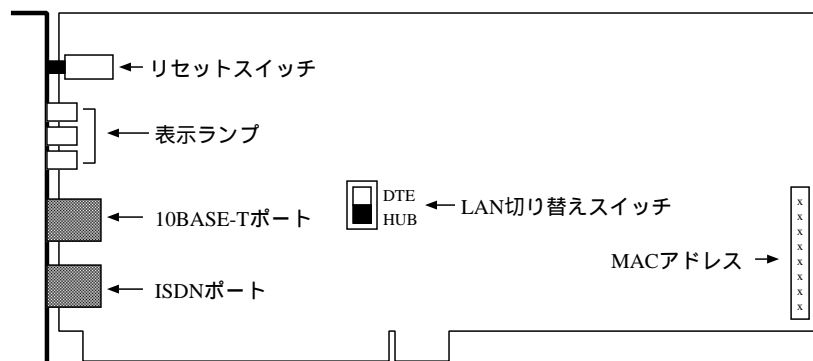 リセットスイッチ
表示ランプ
DTE
HUB
LAN切り替えスイッチ
10BASE-Tポート
MACアドレス
ISDNポート
x
x
x
x
x
x
x
x